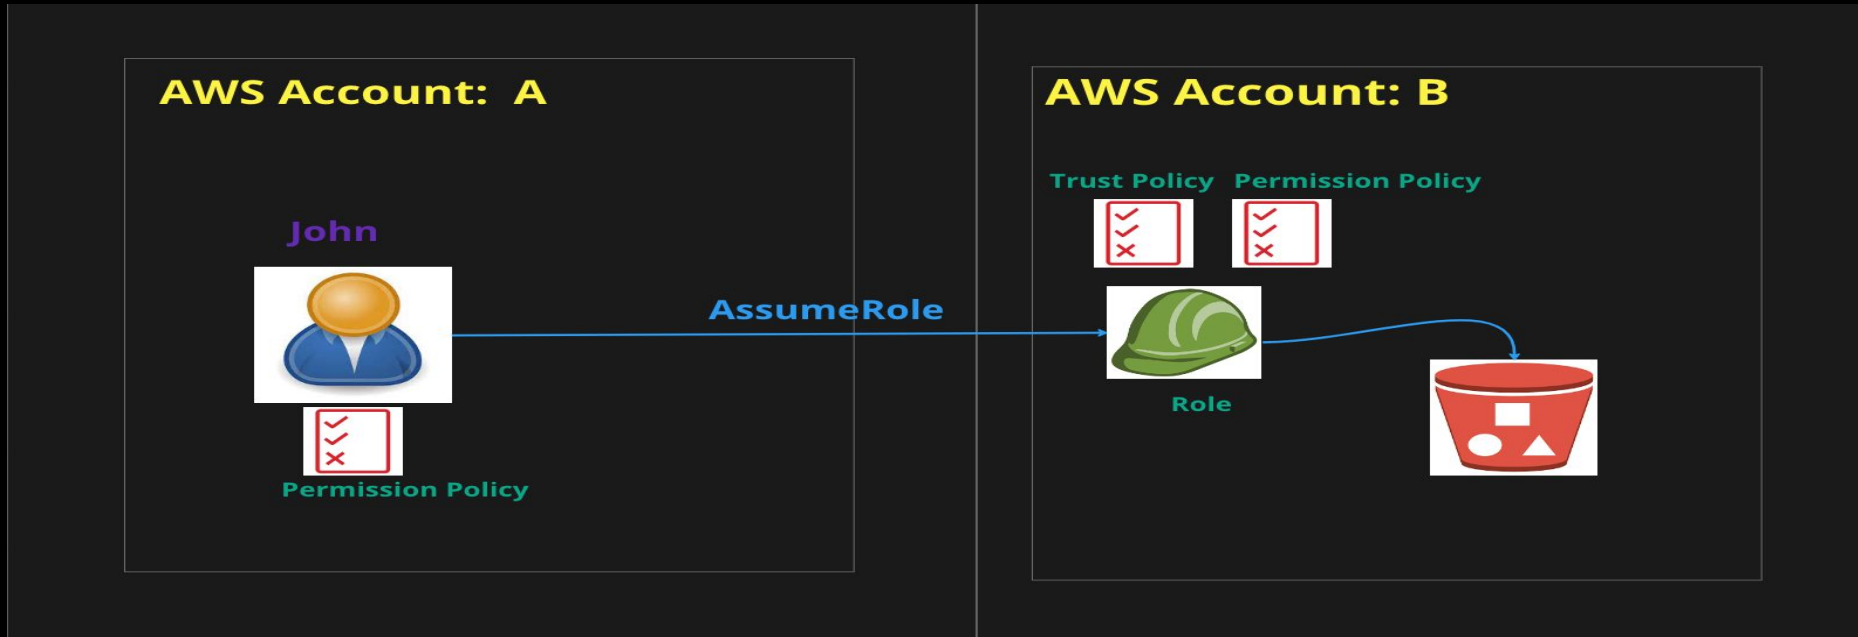 AWS Account: A
John
Permission Policy
AssumeRole
AWS Account: B
Trust Policy
Permission Policy
Role